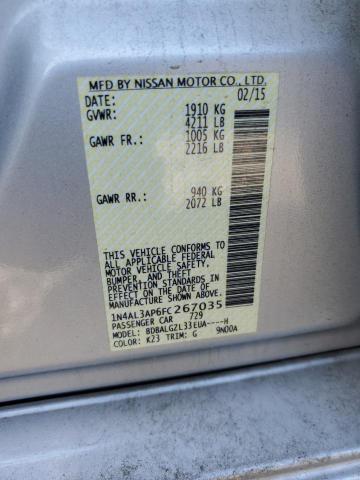 MFD BY NISSAN MOTOR CO., LTD.
DATE: 02/15
GVWR: 1910 KG
4211 LB
GAWR FR.: 1005 KG
2216 LB
GAWR RR.: 940 KG
2072 LB
THIS VEHICLE CONFORMS TO
ALL APPLICABLE FEDERAL
MOTOR VEHICLE SAFETY,
BUMPER, AND THEFT
PREVENTION STANDARDS IN
EFFECT ON THE DATE OF
MANUFACTURE SHOWN ABOVE.
1N4AL3AP6FC267035
PASSENGER CAR 729
MODEL: BDBALGZL33EUA----H
COLOR: K23 TRIM: G 9N00A